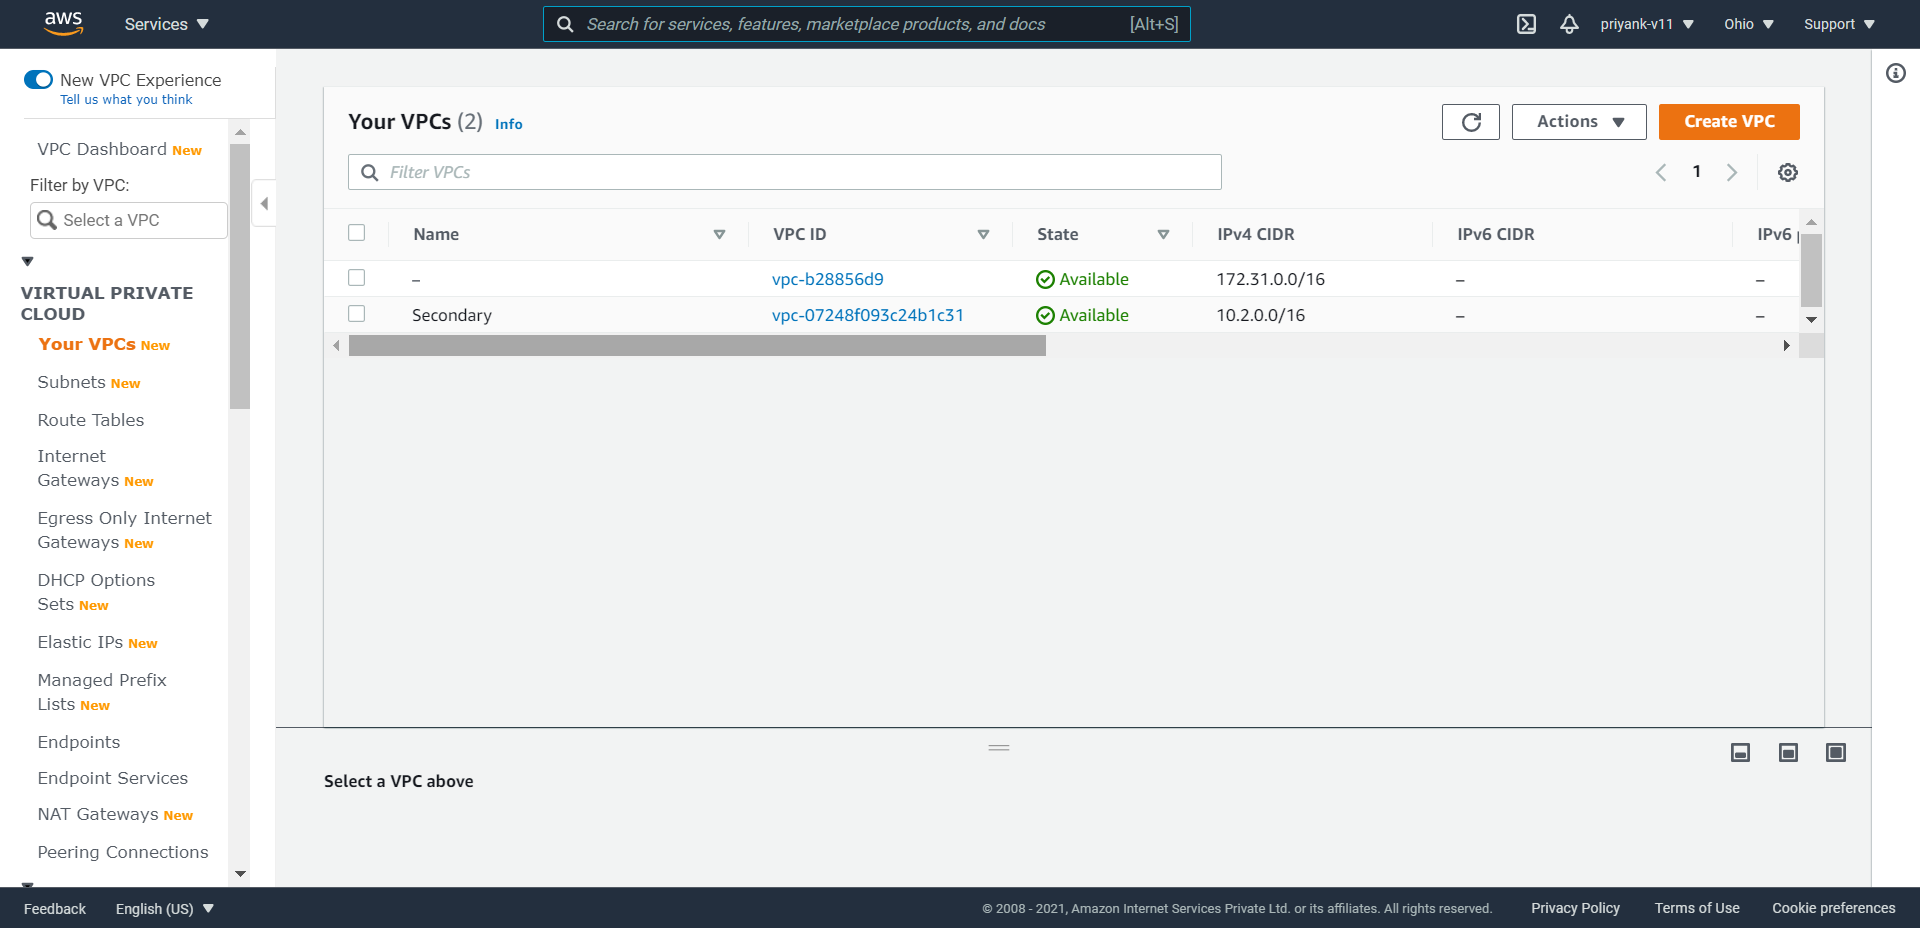 aws
Services
Search for services, features, marketplace products, and docs [Alt+S]
priyank-v11
Ohio
Support
New VPC Experience
Tell us what you think
VPC Dashboard New
Filter by VPC:
Select a VPC
VIRTUAL PRIVATE
CLOUD
Your VPCs New
Subnets New
Route Tables
Internet
Gateways New
Egress Only Internet
Gateways New
DHCP Options
Sets New
Elastic IPs New
Managed Prefix
Lists New
Endpoints
Endpoint Services
NAT Gateways New
Peering Connections
Your VPCs (2) Info
Actions
Create VPC
Filter VPCs
1
Name VPC ID State IPv4 CIDR IPv6 CIDR IPv6
– vpc-b28856d9 Available 172.31.0.0/16 – –
Secondary vpc-07248f093c24b1c31 Available 10.2.0.0/16 – –
Select a VPC above
Feedback English (US) © 2008 - 2021, Amazon Internet Services Private Ltd. or its affiliates. All rights reserved. Privacy Policy Terms of Use Cookie preferences